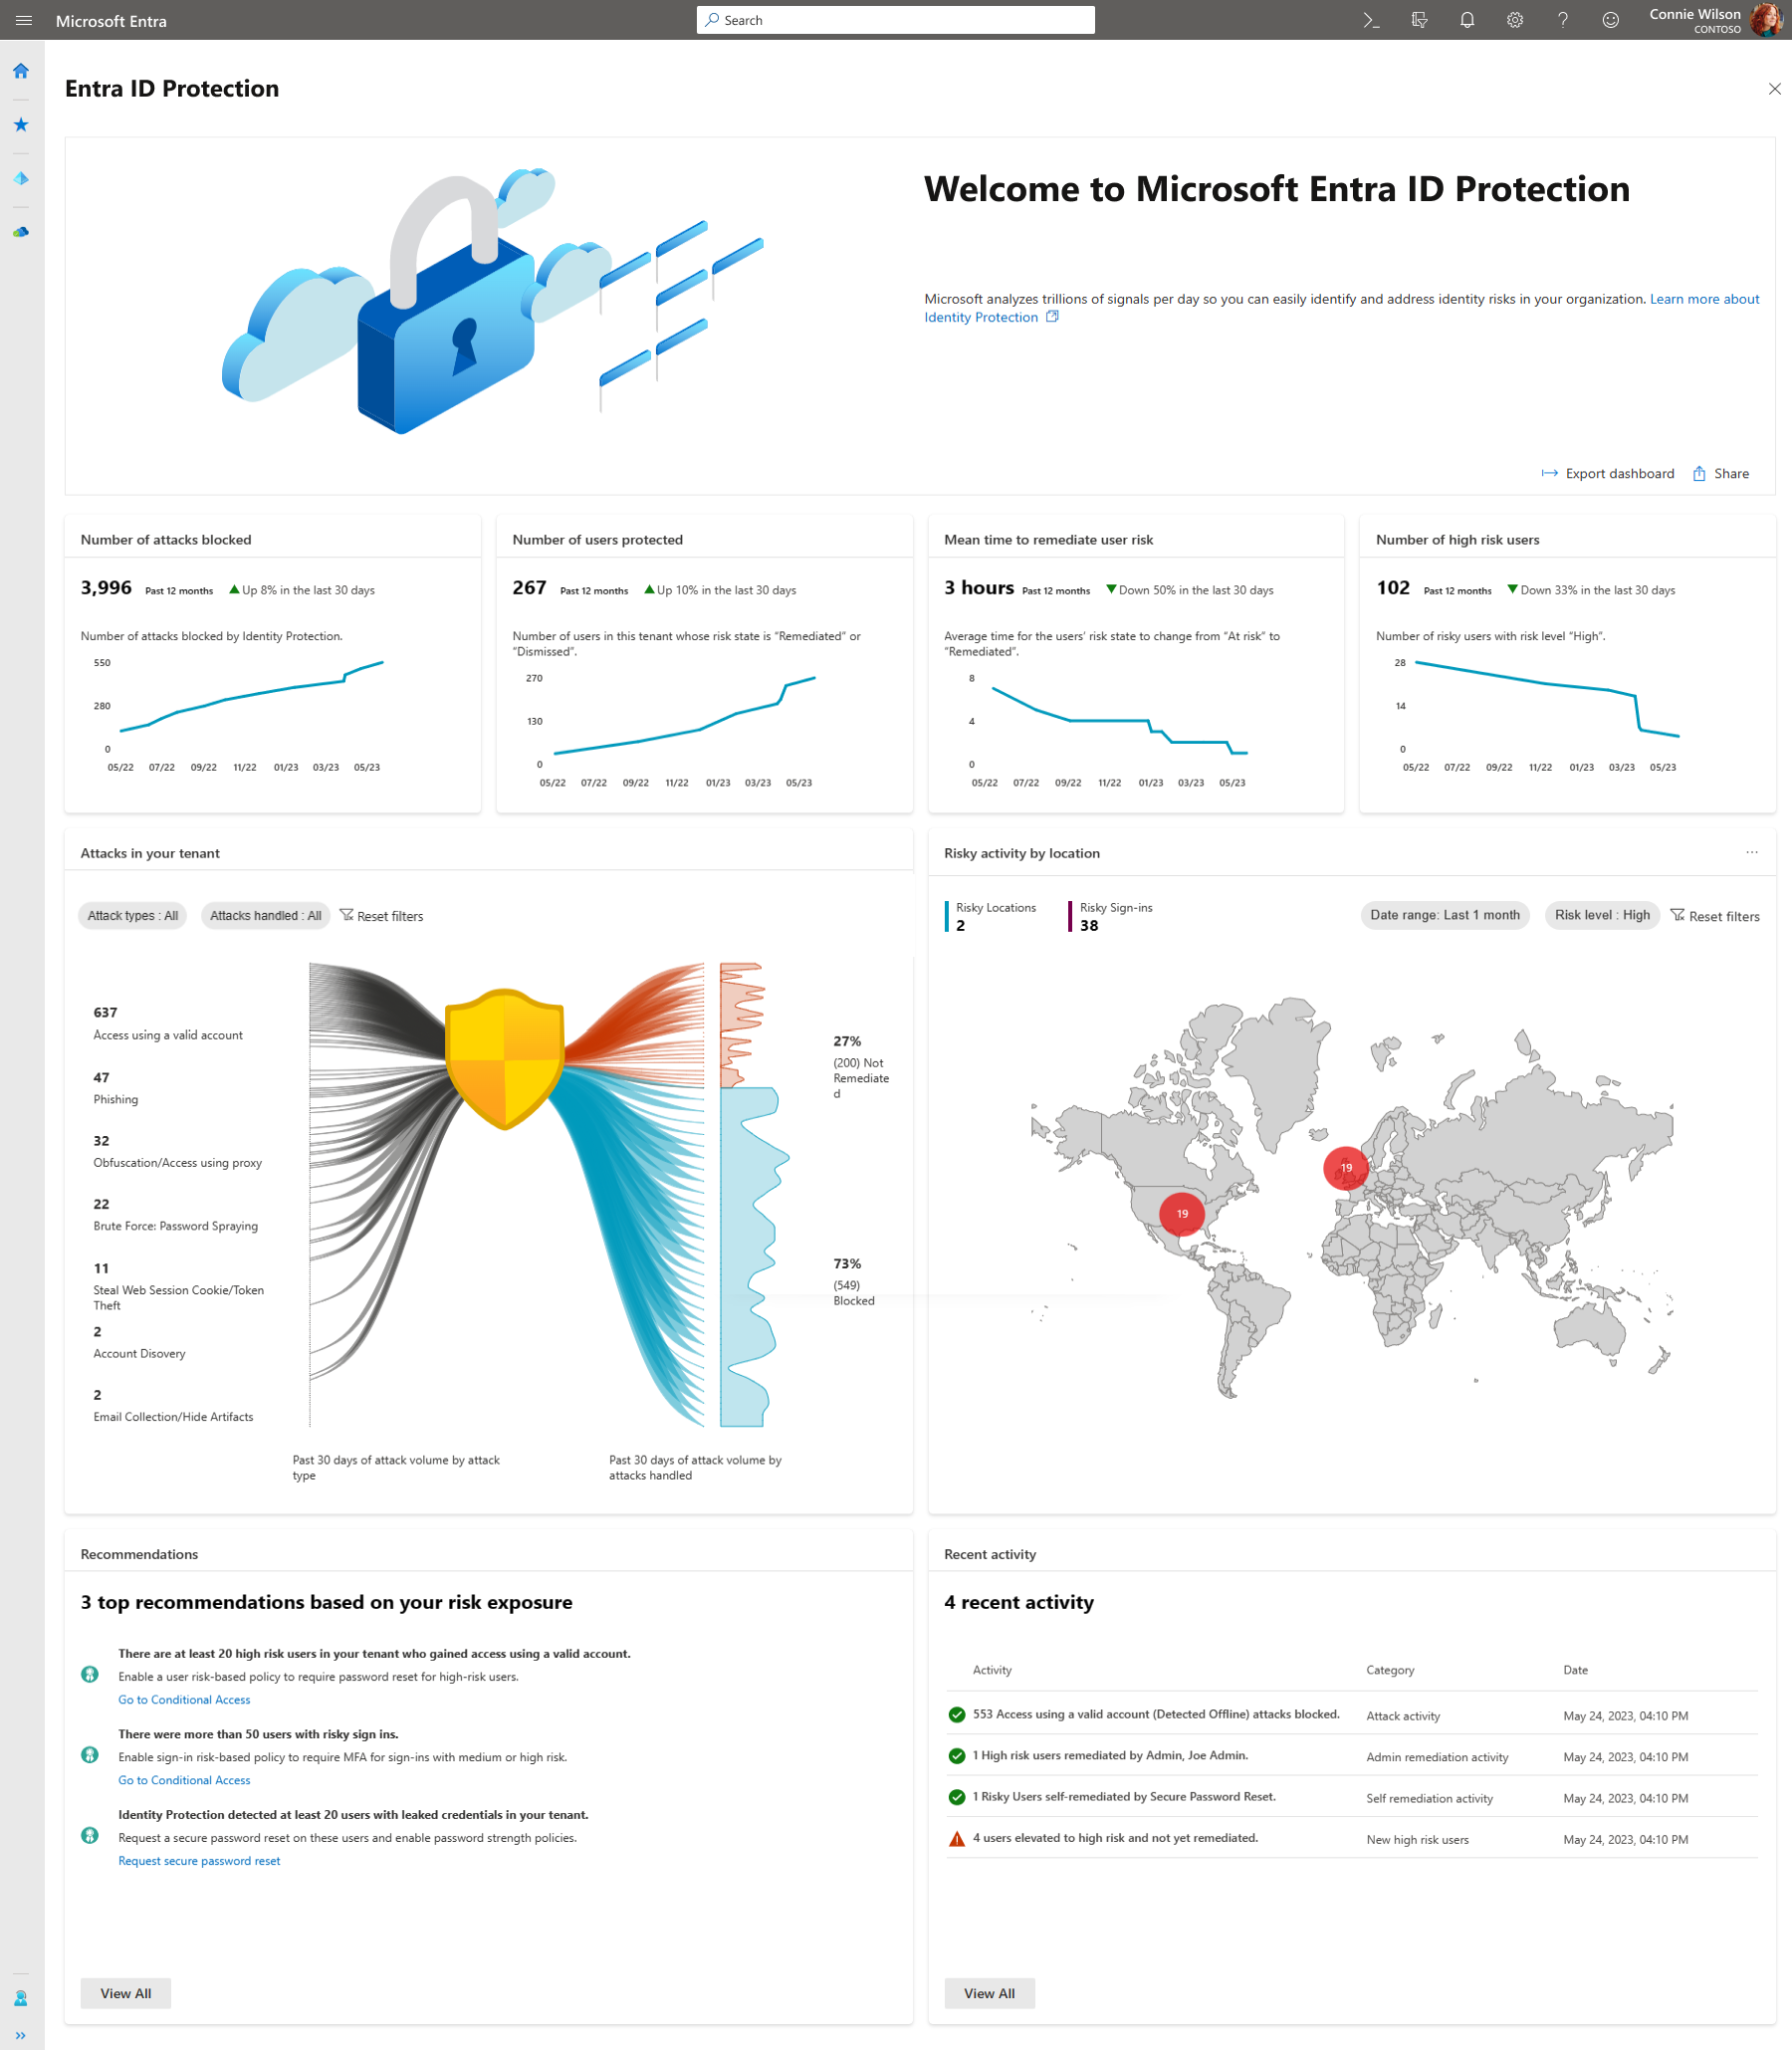 Microsoft Entra
Search
Connie Wilson
CONTOSO
Entra ID Protection
Welcome to Microsoft Entra ID Protection
Microsoft analyzes trillions of signals per day so you can easily identify and address identity risks in your organization. Learn more about
Identity Protection
Export dashboard
Share
Number of attacks blocked
3,996 Past 12 months Up 8% in the last 30 days
Number of attacks blocked by Identity Protection.
550
280
0
05/22 07/22 09/22 11/22 01/23 03/23 05/23
Number of users protected
267 Past 12 months Up 10% in the last 30 days
Number of users in this tenant whose risk state is “Remediated” or
“Dismissed”.
270
130
0
05/22 07/22 09/22 11/22 01/23 03/23 05/23
Mean time to remediate user risk
3 hours Past 12 months Down 50% in the last 30 days
Average time for the users’ risk state to change from “At risk” to
“Remediated”.
8
4
0
05/22 07/22 09/22 11/22 01/23 03/23 05/23
Number of high risk users
102 Past 12 months Down 33% in the last 30 days
Number of risky users with risk level “High”.
28
14
0
05/22 07/22 09/22 11/22 01/23 03/23 05/23
Attacks in your tenant
Attack types : All
Attacks handled : All
Reset filters
637
Access using a valid account
47
Phishing
32
Obfuscation/Access using proxy
22
Brute Force: Password Spraying
11
Steal Web Session Cookie/Token
Theft
2
Account Disovery
2
Email Collection/Hide Artifacts
27%
(200) Not
Remediate
d
73%
(549)
Blocked
Past 30 days of attack volume by attack
type
Past 30 days of attack volume by
attacks handled
Risky activity by location
...
Risky Locations
2
Risky Sign-ins
38
Date range: Last 1 month
Risk level : High
Reset filters
19
19
Recommendations
3 top recommendations based on your risk exposure
There are at least 20 high risk users in your tenant who gained access using a valid account.
Enable a user risk-based policy to require password reset for high-risk users.
Go to Conditional Access
There were more than 50 users with risky sign ins.
Enable sign-in risk-based policy to require MFA for sign-ins with medium or high risk.
Go to Conditional Access
Identity Protection detected at least 20 users with leaked credentials in your tenant.
Request a secure password reset on these users and enable password strength policies.
Request secure password reset
View All
Recent activity
4 recent activity
Activity Category Date
553 Access using a valid account (Detected Offline) attacks blocked. Attack activity May 24, 2023, 04:10 PM
1 High risk users remediated by Admin, Joe Admin. Admin remediation activity May 24, 2023, 04:10 PM
1 Risky Users self-remediated by Secure Password Reset. Self remediation activity May 24, 2023, 04:10 PM
4 users elevated to high risk and not yet remediated. New high risk users May 24, 2023, 04:10 PM
View All